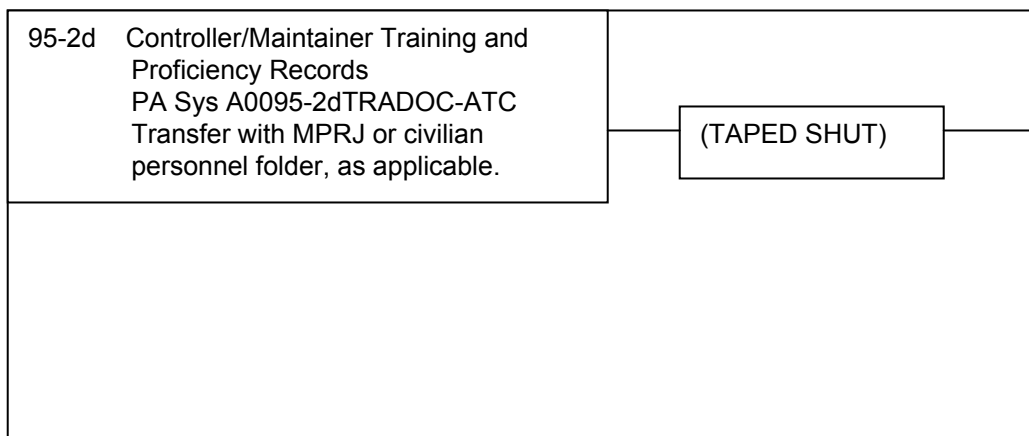 95-2d Controller/Maintainer Training and
Proficiency Records
PA Sys A0095-2dTRADOC-ATC
Transfer with MPRJ or civilian
personnel folder, as applicable.
(TAPED SHUT)